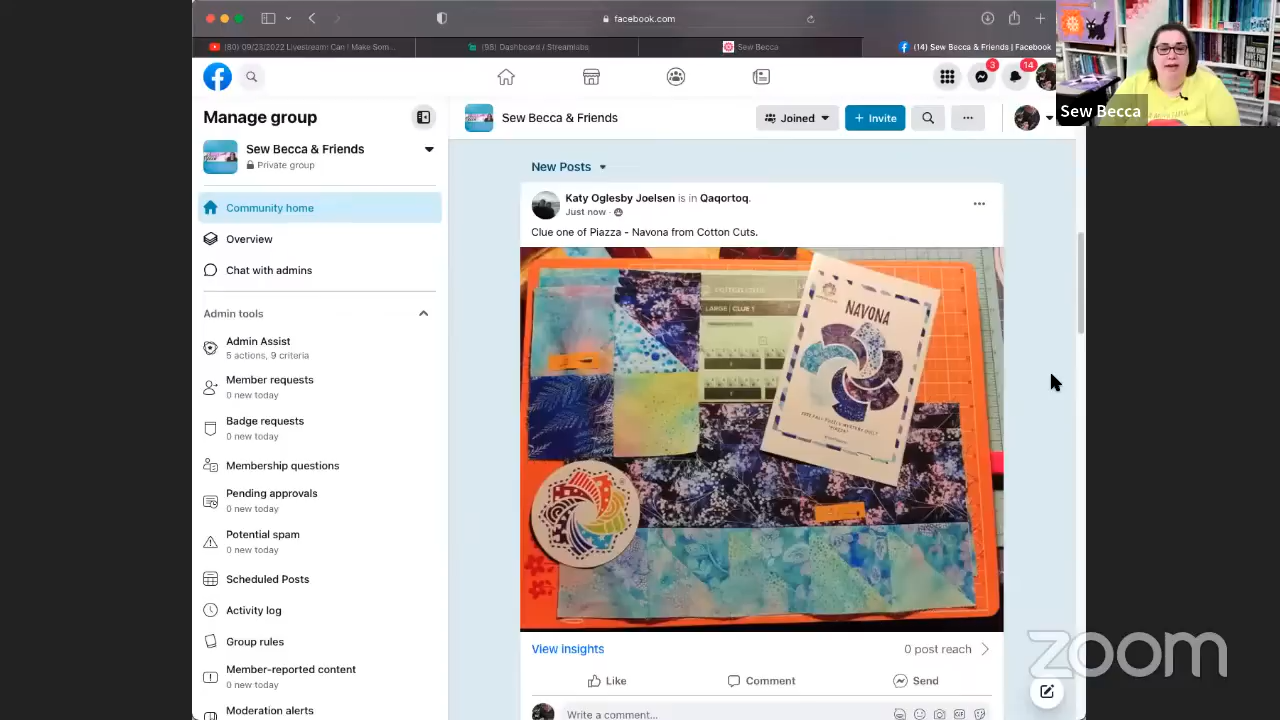 facebook.com
(80) 09/23/2022 Livestream! Can I Make Som...
(98) Dashboard / Streamlabs
Sew Becca
(14) Sew Becca & Friends | Facebook
3
14
Sew Becca
Manage group
Sew Becca & Friends
Private group
Community home
Overview
Chat with admins
Admin tools
Admin Assist
5 actions, 9 criteria
Member requests
0 new today
Badge requests
0 new today
Membership questions
Pending approvals
0 new today
Potential spam
0 new today
Scheduled Posts
Activity log
Group rules
Member-reported content
0 new today
Moderation alerts
Sew Becca & Friends
Joined
+ Invite
New Posts
Katy Oglesby Joelsen is in Qaqortoq.
Just now
Clue one of Piazza - Navona from Cotton Cuts.
LARGE | CLUE 1
NAVONA
View insights
0 post reach
Like
Comment
Send
Write a comment...
GIF
zoom